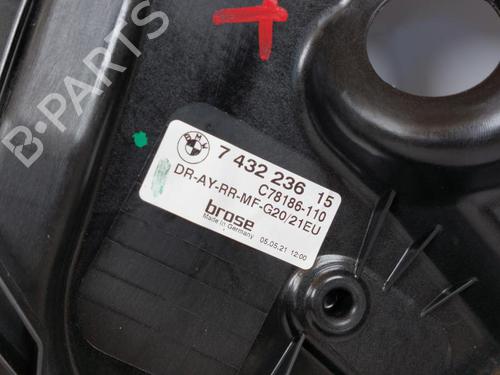 B-PARTS
BMW
7 432 236 15
C78186-110
DR-AY-RR-MF-G20/21EU
brose
Made in Germany
05.05.21 12:00